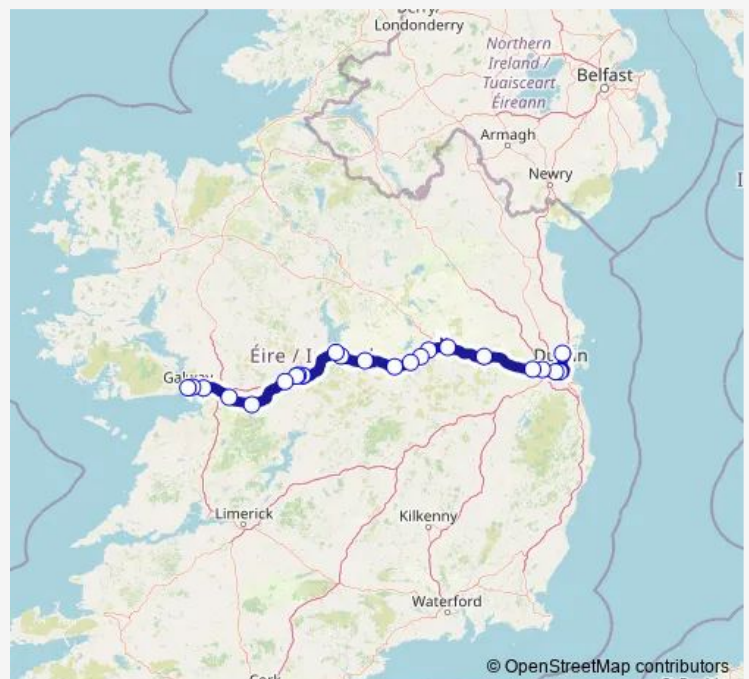 Londonderry
Northern
Ireland /
Tuaisceart
Éireann
Belfast
Armagh
Newry
Éire / I
Limerick
Kilkenny
Waterford
© OpenStreetMap contributors